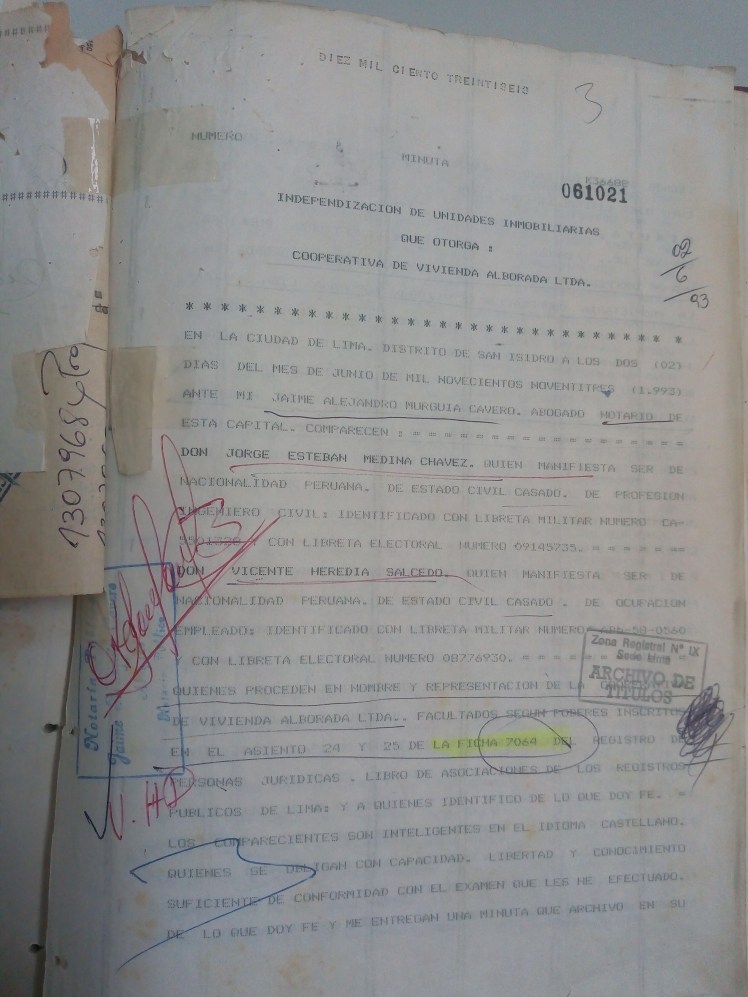 DIEZ MIL CIENTO TREINTISEIS
3
NUMERO
MINUTA
061021
INDEPENDIZACION DE UNIDADES INMOBILIARIAS
QUE OTORGA :
COOPERATIVA DE VIVIENDA ALBORADA LTDA.
02
6
93
EN LA CIUDAD DE LIMA. DISTRITO DE SAN ISIDRO A LOS DOS (02)
DIAS DEL MES DE JUNIO DE MIL NOVECIENTOS NOVENTITRES (1.993)
ANTE MI JAIME ALEJANDRO MURGUIA CAVERO. ABOGADO NOTARIO DE
ESTA CAPITAL. COMPARECEN : = = = = = = = = = = = = = = = = =
DON JORGE ESTEBAN MEDINA CHAVEZ. QUIEN MANIFIESTA SER DE
NACIONALIDAD PERUANA. DE ESTADO CIVIL CASADO. DE PROFESION
INGENIERO CIVIL: IDENTIFICADO CON LIBRETA MILITAR NUMERO CA-
Y CON LIBRETA ELECTORAL NUMERO 09145735. = = = = = =
DON VICENTE HEREDIA SALCEDO. QUIEN MANIFIESTA SER DE
NACIONALIDAD PERUANA. DE ESTADO CIVIL CASADO . DE OCUPACION
EMPLEADO: IDENTIFICADO CON LIBRETA MILITAR NUMERO
Y CON LIBRETA ELECTORAL NUMERO 08776930. = = = = =
Zona Registral N° IX
Sede Lima
ARCHIVO DE
TITULOS
QUIENES PROCEDEN EN NOMBRE Y REPRESENTACION DE LA
DE VIVIENDA ALBORADA LTDA.. FACULTADOS SEGUN PODERES INSCRITOS
EN EL ASIENTO 24 Y 25 DE LA FICHA 7064 DEL REGISTRO DE
PERSONAS JURIDICAS . LIBRO DE ASOCIACIONES DE LOS REGISTROS
PUBLICOS DE LIMA: Y A QUIENES IDENTIFICO DE LO QUE DOY FE. =
LOS COMPARECIENTES SON INTELIGENTES EN EL IDIOMA CASTELLANO.
QUIENES SE OBLIGAN CON CAPACIDAD. LIBERTAD Y CONOCIMIENTO
SUFICIENTE DE CONFORMIDAD CON EL EXAMEN QUE LES HE EFECTUADO.
DE LO QUE DOY FE Y ME ENTREGAN UNA MINUTA QUE ARCHIVO EN SU
Notario
Jaime